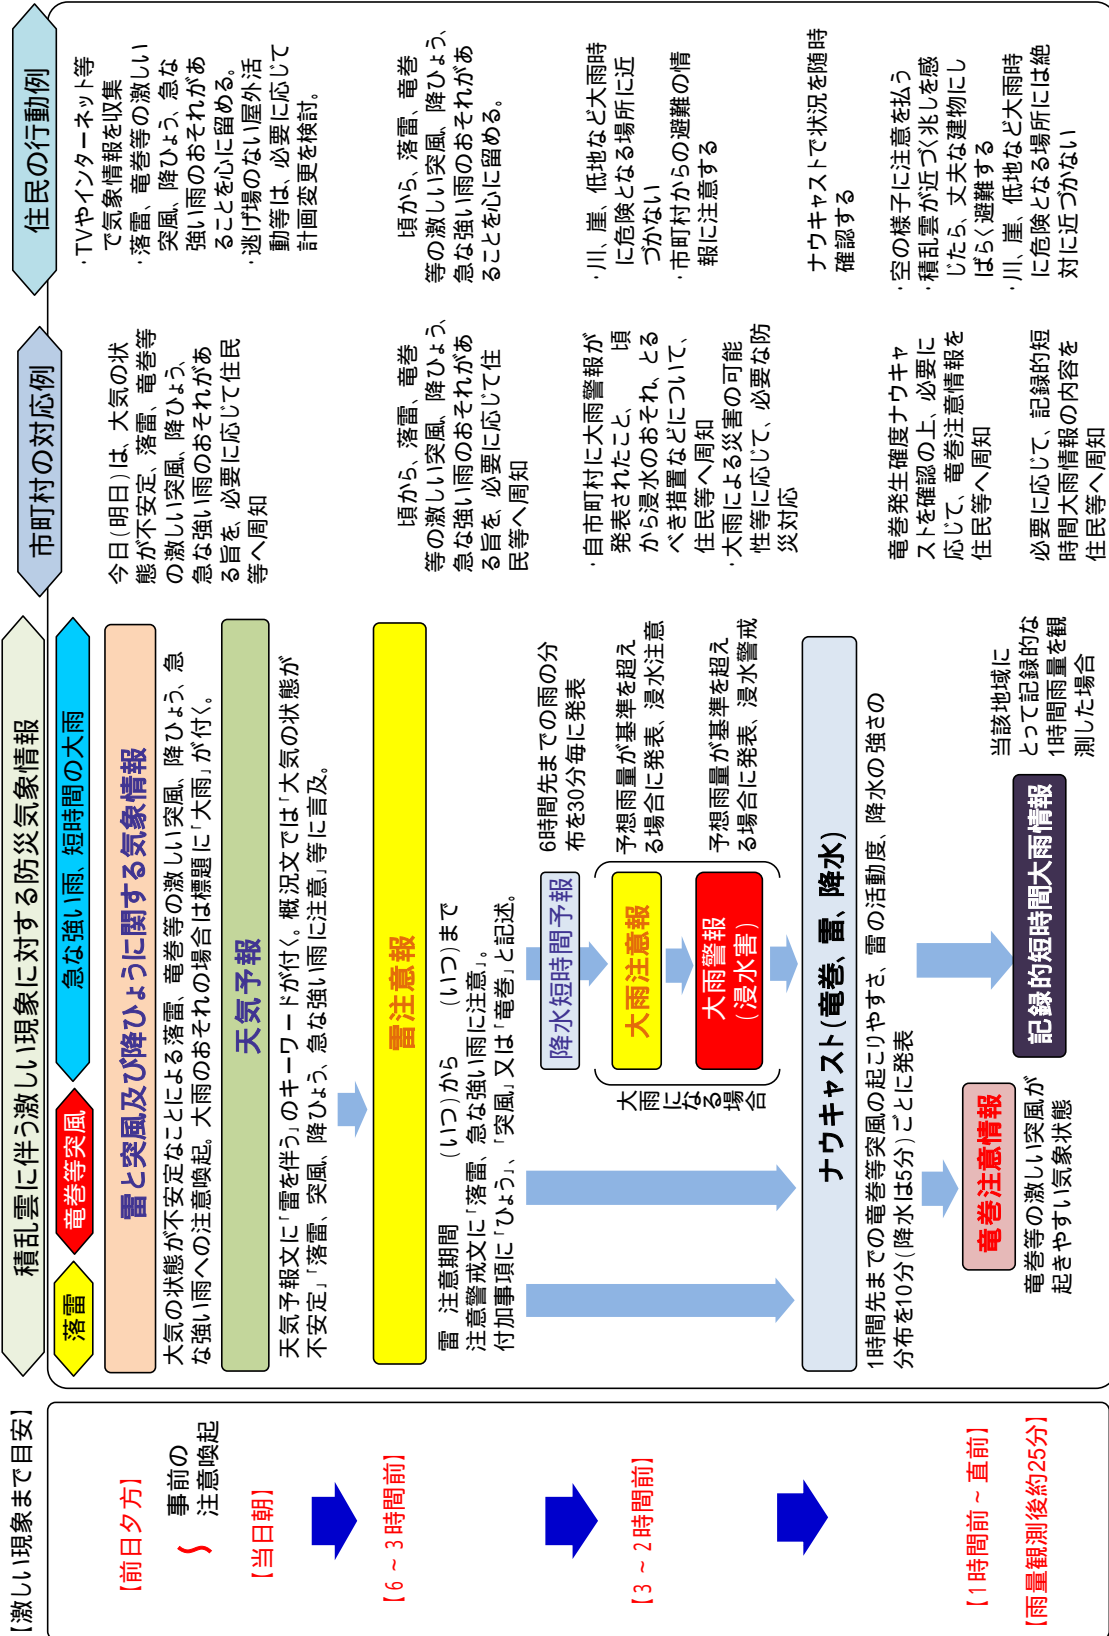 【激しい現象まで目安】
【前日夕方】
～
事前の
注意喚起
【当日朝】
【6～3時間前】
【3～2時間前】
【1時間前～直前】
【雨量観測後約25分】
積乱雲に伴う激しい現象に対する防災気象情報
落雷
竜巻等突風
急な強い雨、短時間の大雨
雷と突風及び降ひょうに関する気象情報
大気の状態が不安定なことによる落雷、竜巻等の激しい突風、降ひょう、急
な強い雨への注意喚起。大雨のおそれの場合は標題に「大雨」が付く。
天気予報
天気予報文に「雷を伴う」のキーワードが付く。概況文では「大気の状態が
不安定」「落雷、突風、降ひょう、急な強い雨に注意」等に言及。
雷注意報
雷 注意期間 (いつ)から (いつ)まで
注意警戒文に「落雷、急な強い雨に注意」。
付加事項に「ひょう」、「突風」又は「竜巻」と記述。
降水短時間予報
6時間先までの雨の分
布を30分毎に発表
大雨になる場合
大雨注意報
予想雨量が基準を超え
る場合に発表、浸水注意
大雨警報
(浸水害)
予想雨量が基準を超え
る場合に発表、浸水警戒
ナウキャスト(竜巻、雷、降水)
1時間先までの竜巻等突風の起こりやすさ、雷の活動度、降水の強さの
分布を10分(降水は5分)ごとに発表
竜巻注意情報
竜巻等の激しい突風が
起きやすい気象状態
記録的短時間大雨情報
当該地域に
とって記録的な
1時間雨量を観
測した場合
市町村の対応例
今日(明日)は、大気の状
態が不安定、落雷、竜巻等
の激しい突風、降ひょう、
急な強い雨のおそれがあ
る旨を、必要に応じて住民
等へ周知
頃から、落雷、竜巻
等の激しい突風、降ひょう、
急な強い雨のおそれがあ
る旨を、必要に応じて住
民等へ周知
・自市町村に大雨警報が
発表されたこと、 頃
から浸水のおそれ、とる
べき措置などについて、
住民等へ周知
・大雨による災害の可能
性等に応じて、必要な防
災対応
竜巻発生確度ナウキャ
ストを確認の上、必要に
応じて、竜巻注意情報を
住民等へ周知
必要に応じて、記録的短
時間大雨情報の内容を
住民等へ周知
住民の行動例
・TVやインターネット等
で気象情報を収集
・落雷、竜巻等の激しい
突風、降ひょう、急な
強い雨のおそれがあ
ることを心に留める。
・逃げ場のない屋外活
動等は、必要に応じて
計画変更を検討。
頃から、落雷、竜巻
等の激しい突風、降ひょう、
急な強い雨のおそれがあ
ることを心に留める。
・川、崖、低地など大雨時
に危険となる場所に近
づかない
・市町村からの避難の情
報に注意する
ナウキャストで状況を随時
確認する
・空の様子に注意を払う
・積乱雲が近づく兆しを感
じたら、丈夫な建物にし
ばらく避難する
・川、崖、低地など大雨時
に危険となる場所には絶
対に近づかない